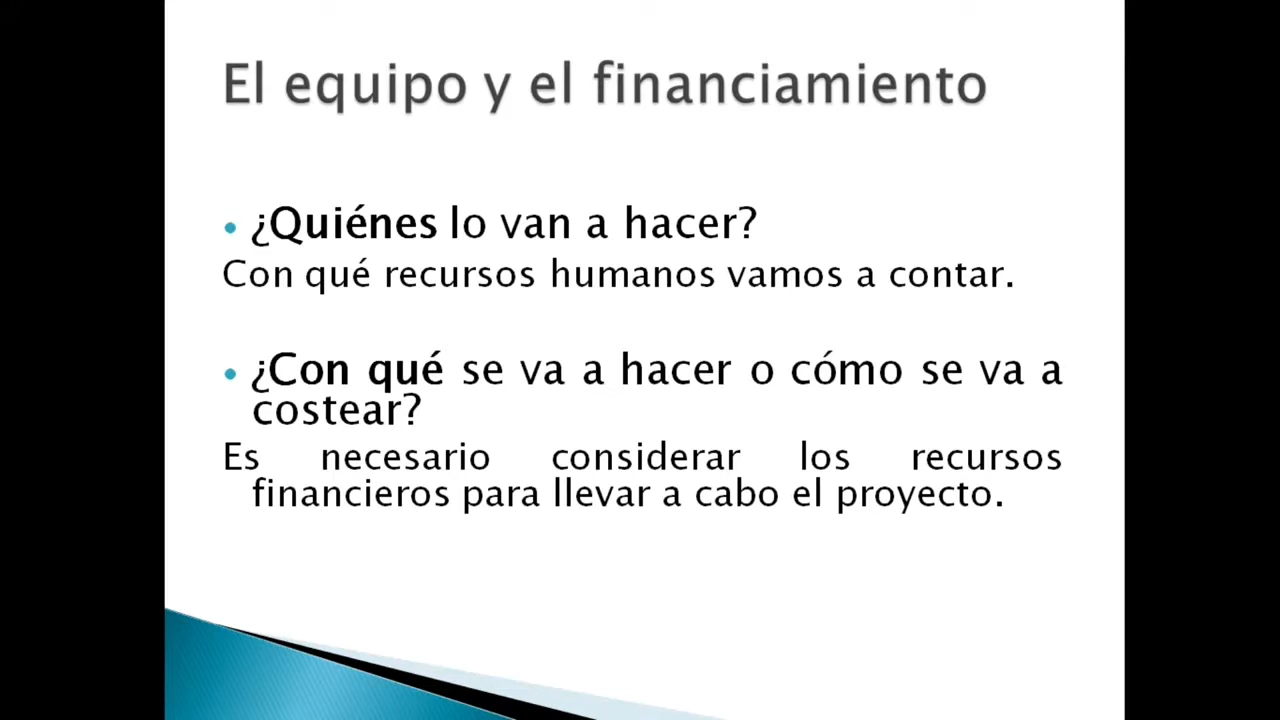 El equipo y el financiamiento
• ¿Quiénes lo van a hacer?
Con qué recursos humanos vamos a contar.
• ¿Con qué se va a hacer o cómo se va a
costear?
Es necesario considerar los recursos
financieros para llevar a cabo el proyecto.